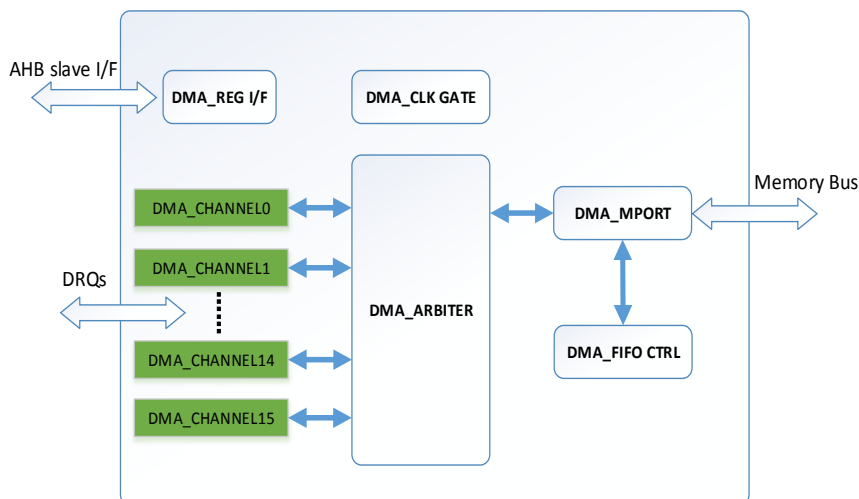 AHB slave I/F
DMA_REG I/F
DMA_CLK GATE
DMA_CHANNEL0
Memory Bus
DMA_MPORT
DMA_CHANNEL1
DRQs
DMA_ARBITER
DMA_CHANNEL14
DMA_FIFO CTRL
DMA_CHANNEL15